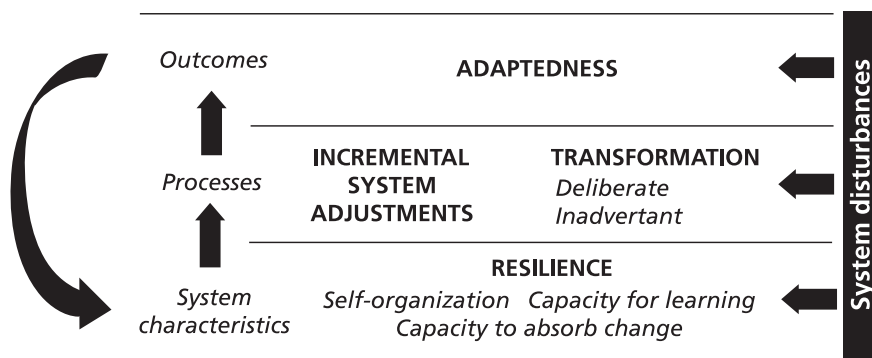 Outcomes
ADAPTEDNESS
Processes
INCREMENTAL
SYSTEM
ADJUSTMENTS
TRANSFORMATION
Deliberate
Inadvertant
System
characteristics
RESILIENCE
Self-organization Capacity for learning
Capacity to absorb change
System disturbances